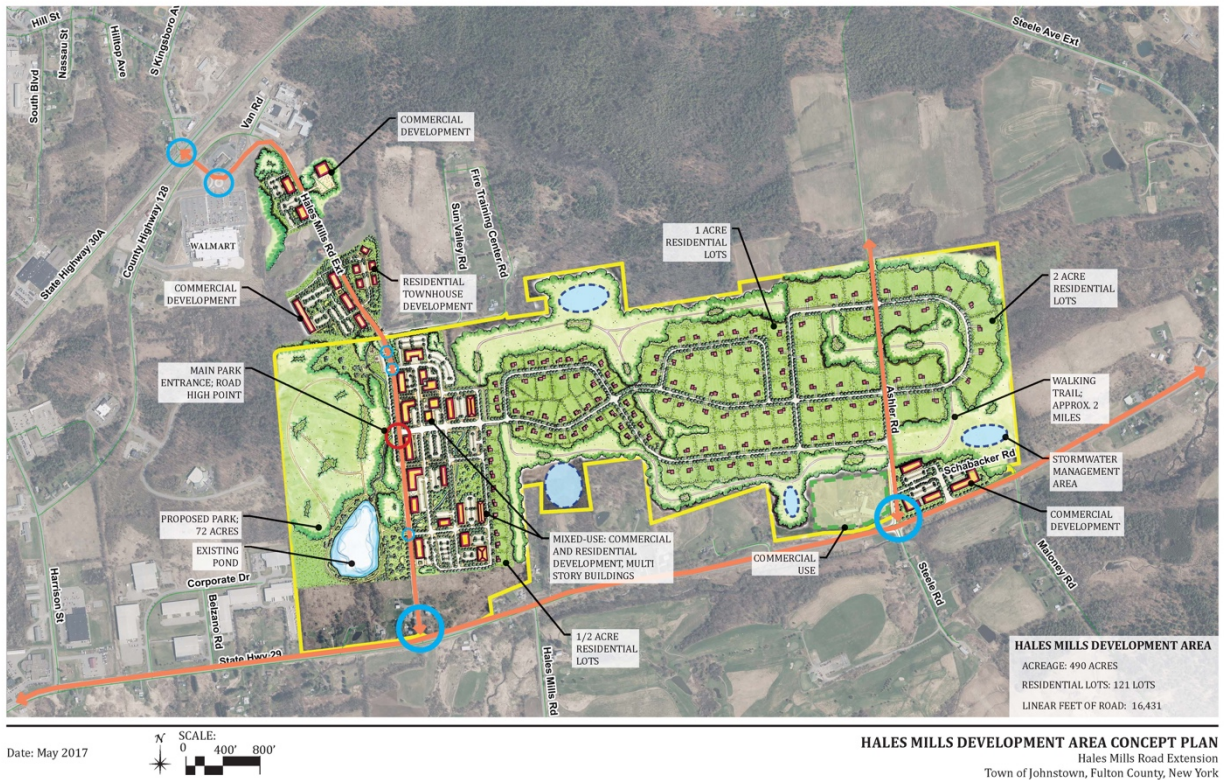 Hill St
Nassau St
Hilltop Ave
S Kingsboro Av
South Blvd
Van Rd
Steele Ave Ext
COMMERCIAL
DEVELOPMENT
County Highway 128
State Highway 30A
WALMART
Hales Mills Rd Ext
Fire Training Center Rd
Sun Valley Rd
1 ACRE
RESIDENTIAL
LOTS
COMMERCIAL
DEVELOPMENT
RESIDENTIAL
TOWNHOUSE
DEVELOPMENT
2 ACRE
RESIDENTIAL
LOTS
MAIN PARK
ENTRANCE; ROAD
HIGH POINT
Ashler Rd
WALKING
TRAIL;
APPROX. 2
MILES
Schabacker Rd
STORMWATER
MANAGEMENT
AREA
PROPOSED PARK;
72 ACRES
EXISTING
POND
MIXED-USE: COMMERCIAL
AND RESIDENTIAL
DEVELOPMENT, MULTI
STORY BUILDINGS
COMMERCIAL
USE
COMMERCIAL
DEVELOPMENT
Harrison St
Corporate Dr
Belzano Rd
State Hwy 29
1/2 ACRE
RESIDENTIAL
LOTS
Hales Mills Rd
Steele Rd
Maloney Rd
HALES MILLS DEVELOPMENT AREA
ACREAGE: 490 ACRES
RESIDENTIAL LOTS: 121 LOTS
LINEAR FEET OF ROAD: 16,431
Date: May 2017
N
SCALE:
0 400' 800'
HALES MILLS DEVELOPMENT AREA CONCEPT PLAN
Hales Mills Road Extension
Town of Johnstown, Fulton County, New York